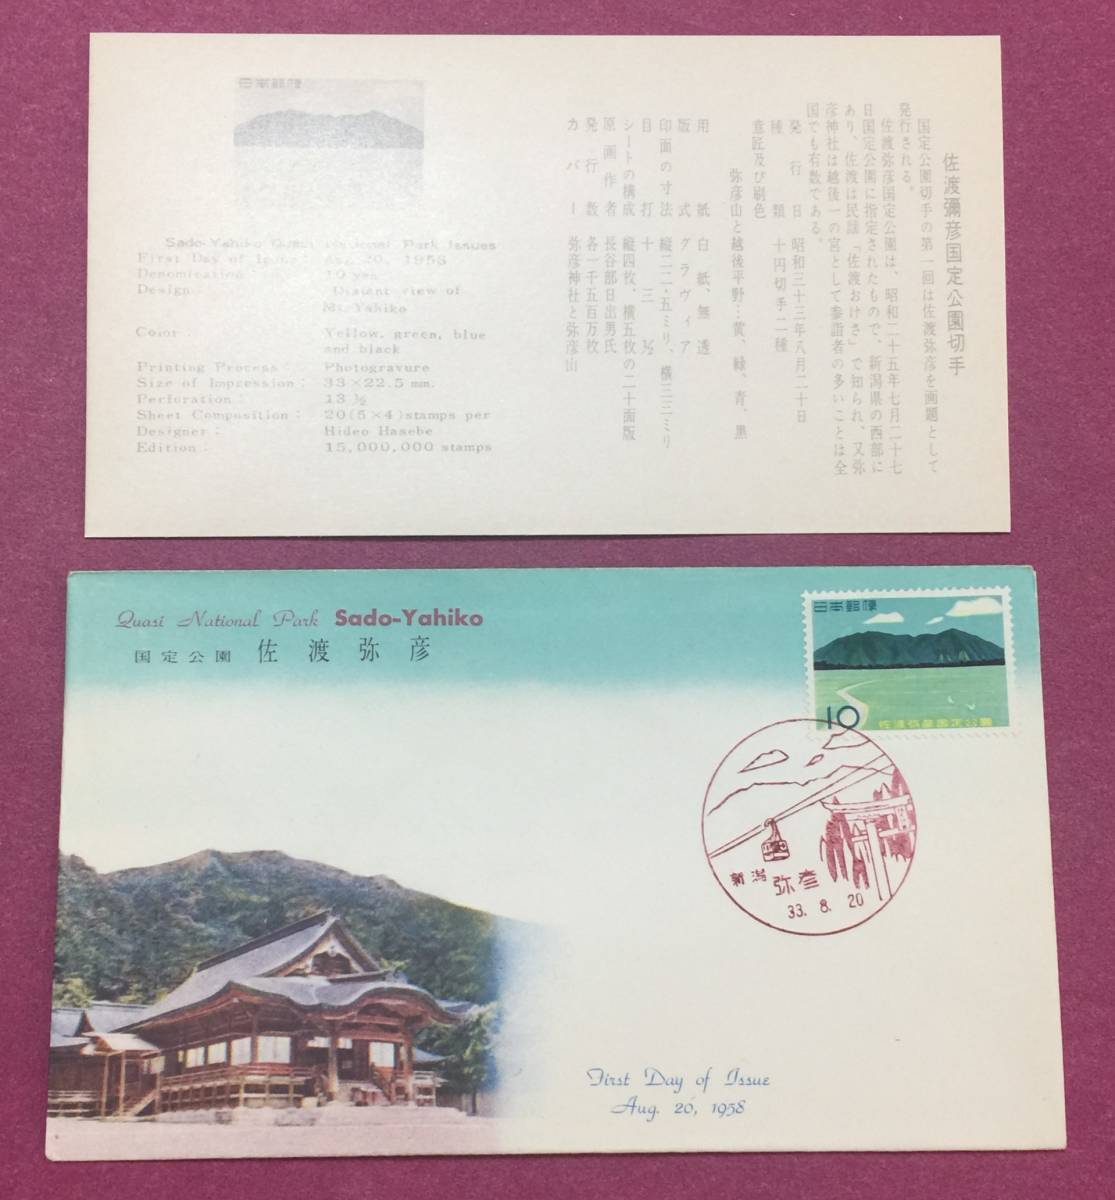 日本郵便
Sado-Yahiko Quasi National Park Issues
First Day of Issue : Aug. 20, 1958
Denomination : 10 yen
Design : Distant view of
Mt. Yahiko
Color : Yellow, green, blue
and black
Printing Process : Photogravure
Size of Impression : 33×22.5 mm.
Perforation : 13 ½
Sheet Composition : 20(5×4)stamps per
Designer : Hideo Hasebe
Edition : 15,000,000 stamps
佐渡彌彦国定公園切手
国定公園切手の第一回は佐渡弥彦を画題として
発行される。
佐渡弥彦国定公園は、昭和二十五年七月二十七
日国定公園に指定されたもので、新潟県の西部に
あり、佐渡は民謡「佐渡おけさ」で知られ、又弥
彦神社は越後一の宮として参詣者の多いことは全
国でも有数である。
発行日 昭和三十三年八月二十日
種類 十円切手一種
意匠及び刷色
弥彦山と越後平野…黄、緑、青、黒
用紙 白紙、無透
版式 グラヴィア
印面の寸法 縦二二・五ミリ、横三三ミリ
目打 十三½
シートの構成 縦四枚、横五枚の二十面版
原画作者 長谷部日出男氏
発行数 各一千五百万枚
カバー 弥彦神社と弥彦山
Quasi National Park Sado-Yahiko
国定公園 佐渡弥彦
日本郵便
10
佐渡弥彦国定公園
新潟 弥彦
33. 8. 20
First Day of Issue
Aug. 20, 1958